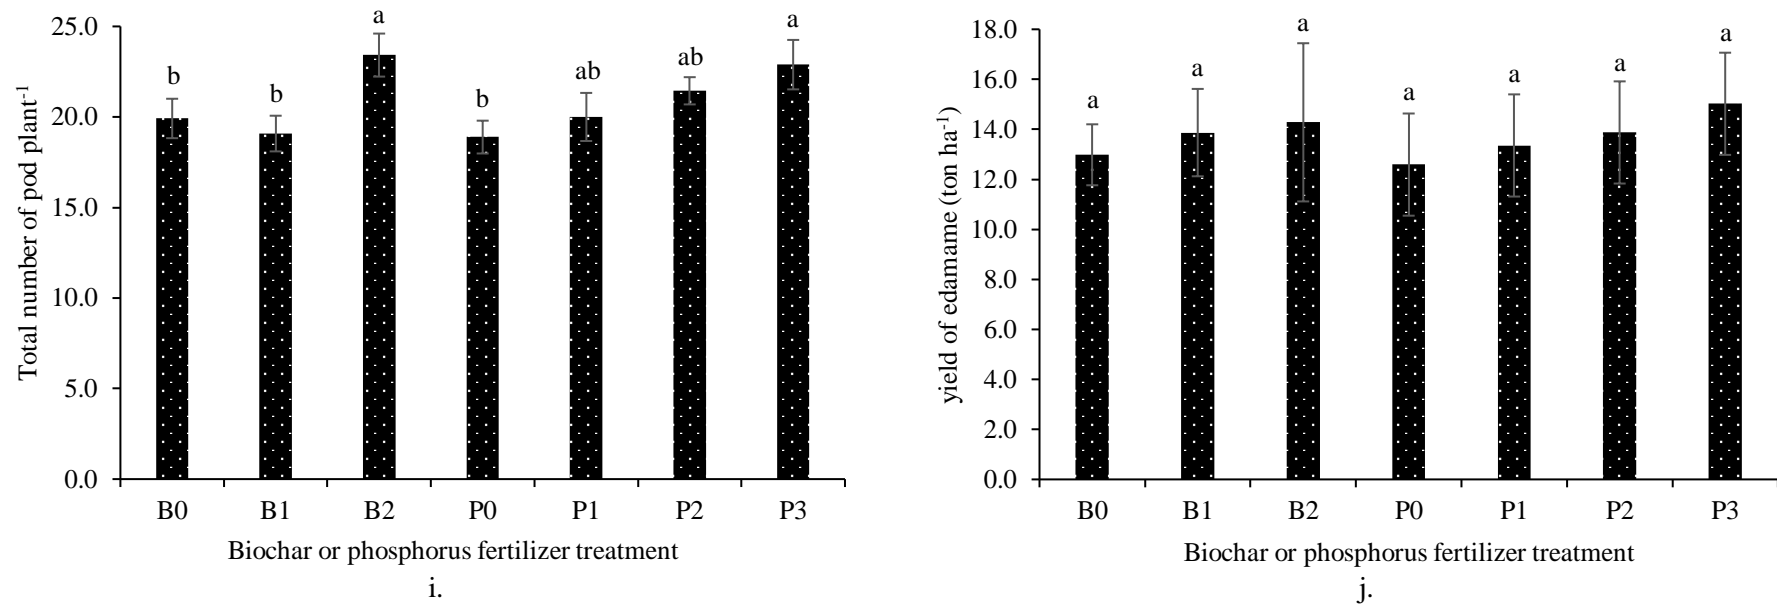 Total number of pod plant-1
25.0
20.0
15.0
10.0
5.0
0.0
b
b
a
b
ab
ab
a
B0 B1 B2 P0 P1 P2 P3
Biochar or phosphorus fertilizer treatment
i.
yield of edamame (ton ha-1)
18.0
16.0
14.0
12.0
10.0
8.0
6.0
4.0
2.0
0.0
a
a
a
a
a
a
a
B0 B1 B2 P0 P1 P2 P3
Biochar or phosphorus fertilizer treatment
j.